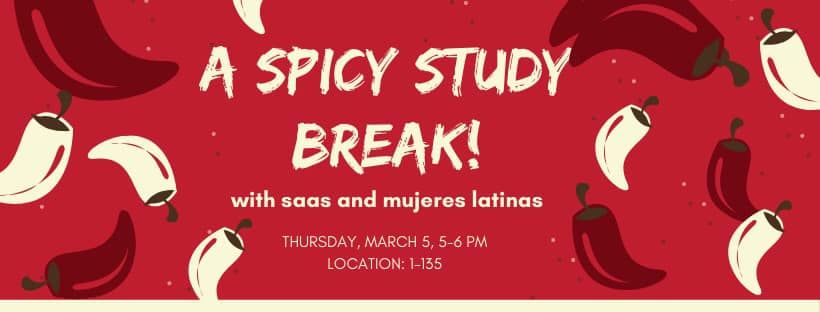 A SPICY STUDY
BREAK!
with saas and mujeres latinas
THURSDAY, MARCH 5, 5-6 PM
LOCATION: 1-135